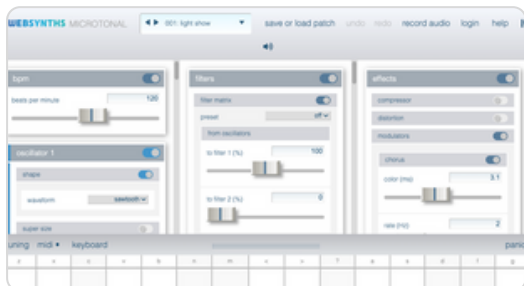 WEBSYNTHS MICROTONAL
001: light show
save or load patch undo redo record audio login help
bpm
beats per minute 120
oscillator 1
shape
waveform sawtooth
super size
filters
filter matrix
preset off
from oscillators
to filter 1 (%) 100
to filter 2 (%) 0
effects
compressor
distortion
modulators
chorus
color (ms) 3.1
rate (Hz) 2
tuning midi keyboard panic
z x c v b n m < > ? a s d f g